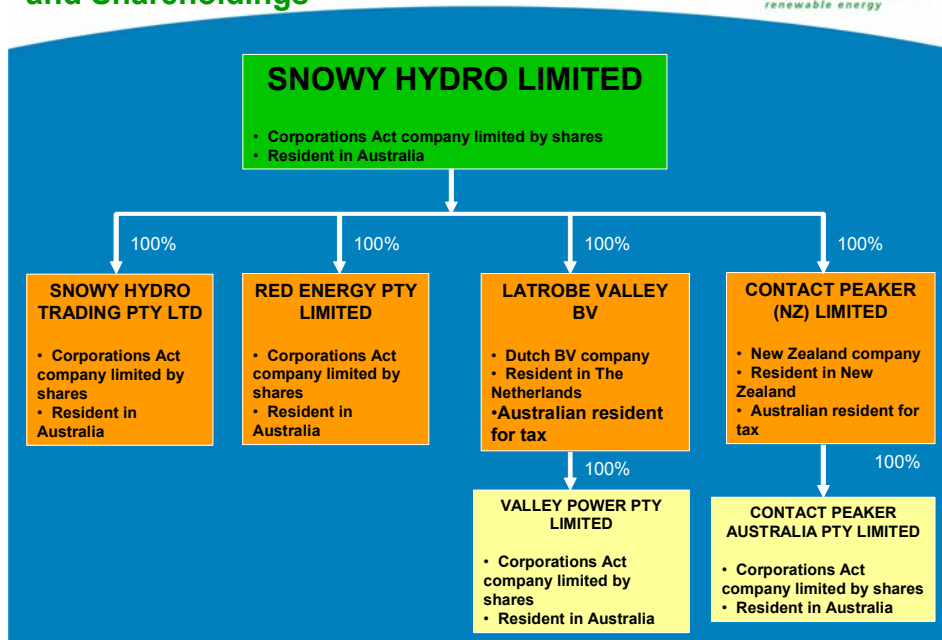 and Shareholdings
renewable energy
SNOWY HYDRO LIMITED
• Corporations Act company limited by shares
• Resident in Australia
100%
100%
100%
100%
SNOWY HYDRO
TRADING PTY LTD
• Corporations Act
company limited by
shares
• Resident in
Australia
RED ENERGY PTY
LIMITED
• Corporations Act
company limited by
shares
• Resident in
Australia
LATROBE VALLEY
BV
• Dutch BV company
• Resident in The
Netherlands
•Australian resident
for tax
CONTACT PEAKER
(NZ) LIMITED
• New Zealand company
• Resident in New
Zealand
• Australian resident for
tax
100%
100%
VALLEY POWER PTY
LIMITED
• Corporations Act
company limited by
shares
• Resident in Australia
CONTACT PEAKER
AUSTRALIA PTY LIMITED
• Corporations Act
company limited by shares
• Resident in Australia